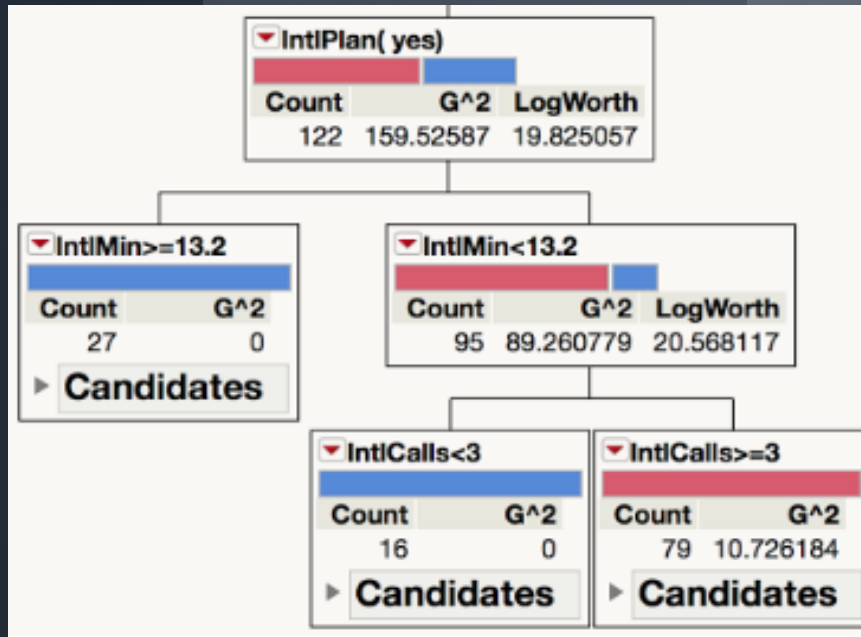 IntlPlan( yes)
Count G^2 LogWorth
122 159.52587 19.825057
IntlMin>=13.2
Count G^2
27 0
Candidates
IntlMin<13.2
Count G^2 LogWorth
95 89.260779 20.568117
IntlCalls<3
Count G^2
16 0
Candidates
IntlCalls>=3
Count G^2
79 10.726184
Candidates